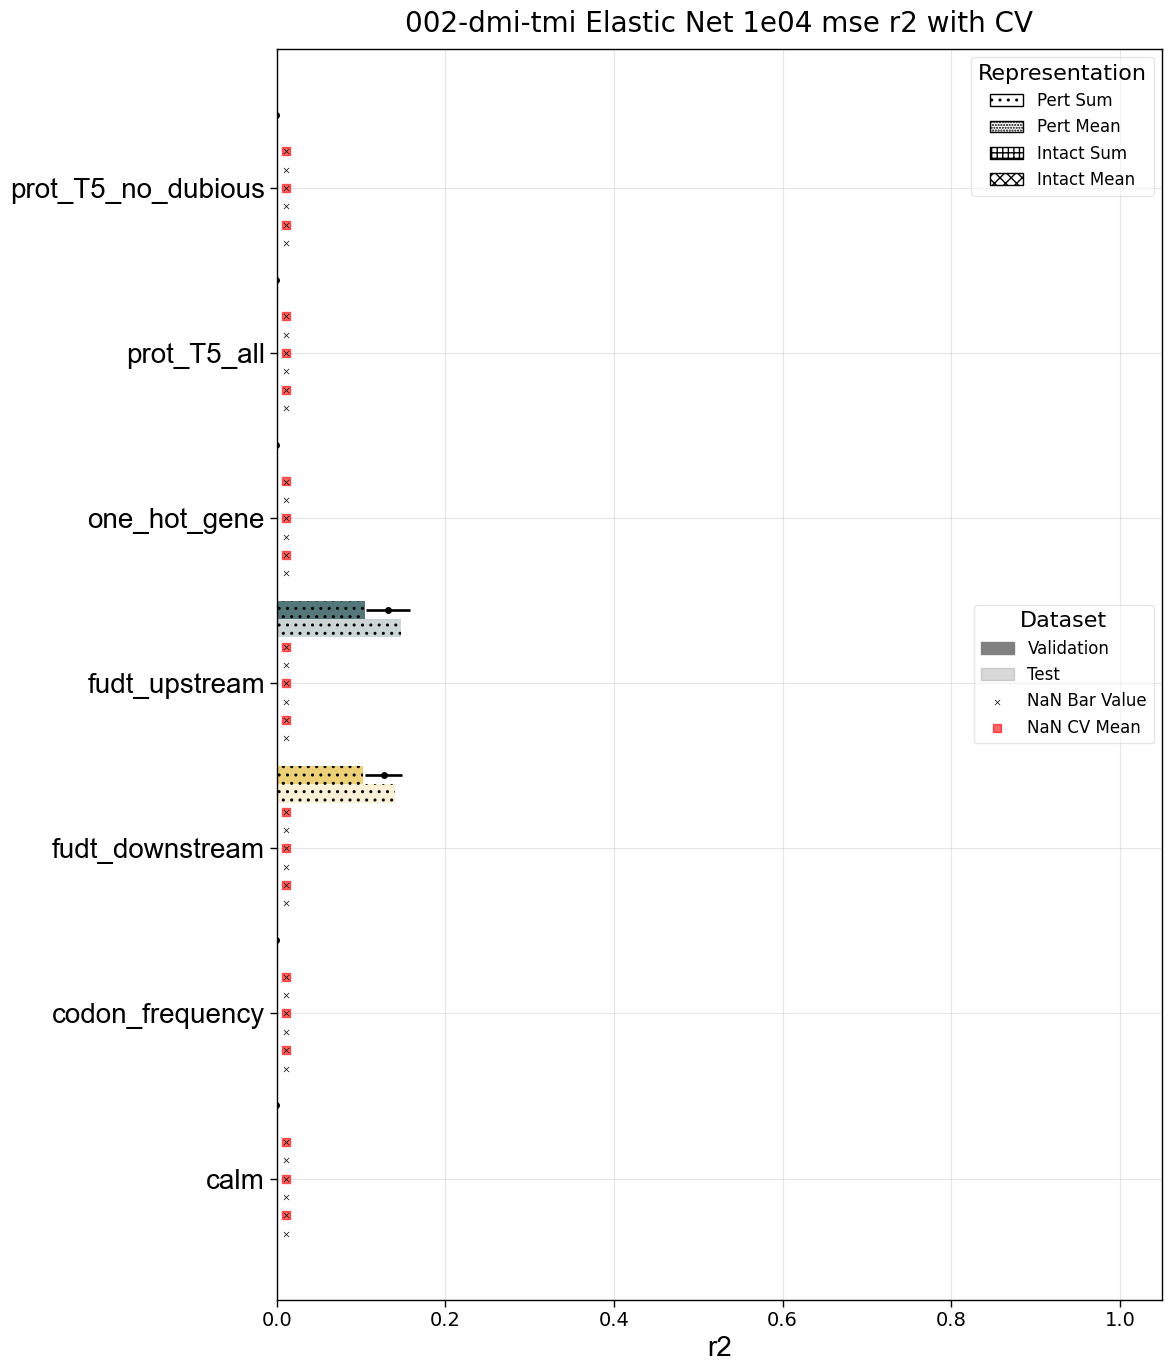 002-dmi-tmi Elastic Net 1e04 mse r2 with CV
Representation
Pert Sum
Pert Mean
Intact Sum
Intact Mean
prot_T5_no_dubious
prot_T5_all
one_hot_gene
fudt_upstream
fudt_downstream
codon_frequency
calm
Dataset
Validation
Test
NaN Bar Value
NaN CV Mean
0.0 0.2 0.4 0.6 0.8 1.0
r2